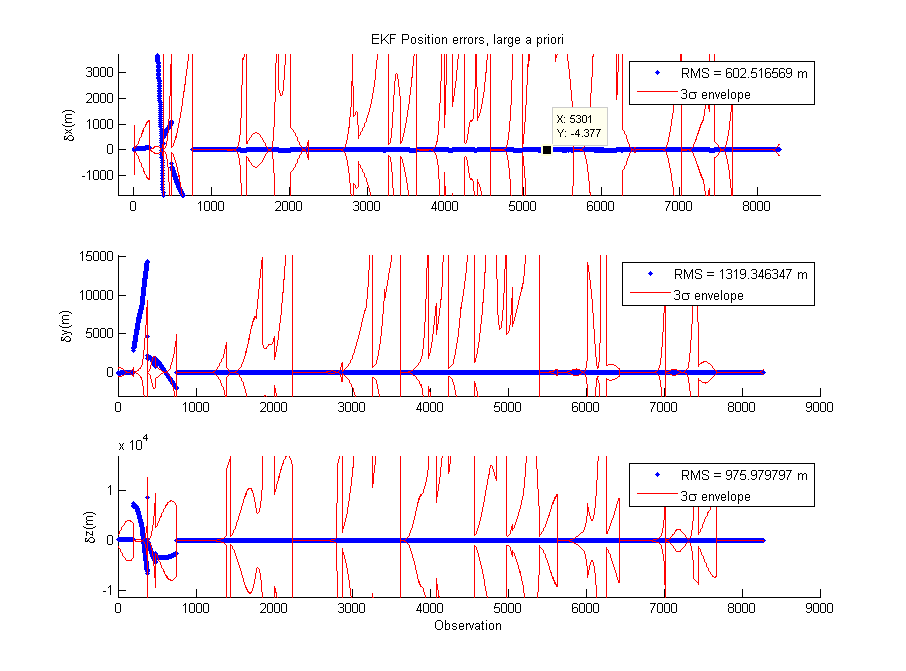 EKF Position errors, large a priori
3000
2000
1000
0
-1000
δx(m)
RMS = 602.516569 m
3σ envelope
X: 5301
Y: -4.377
0 1000 2000 3000 4000 5000 6000 7000 8000
15000
10000
5000
0
δy(m)
RMS = 1319.346347 m
3σ envelope
0 1000 2000 3000 4000 5000 6000 7000 8000 9000
x 10^4
1
0
-1
δz(m)
RMS = 975.979797 m
3σ envelope
0 1000 2000 3000 4000 5000 6000 7000 8000 9000
Observation